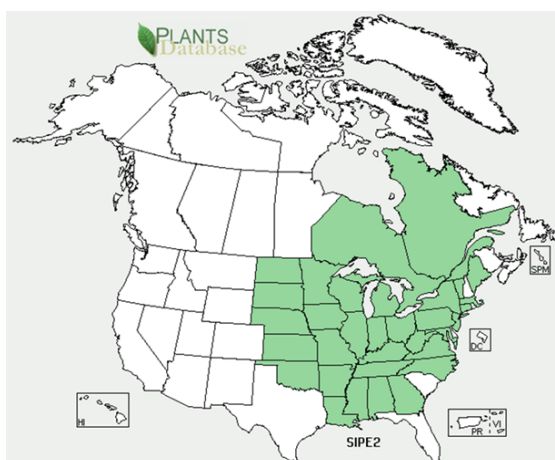 PLANTS
Database
SPM
DC
HI
PR
VI
SIPE2